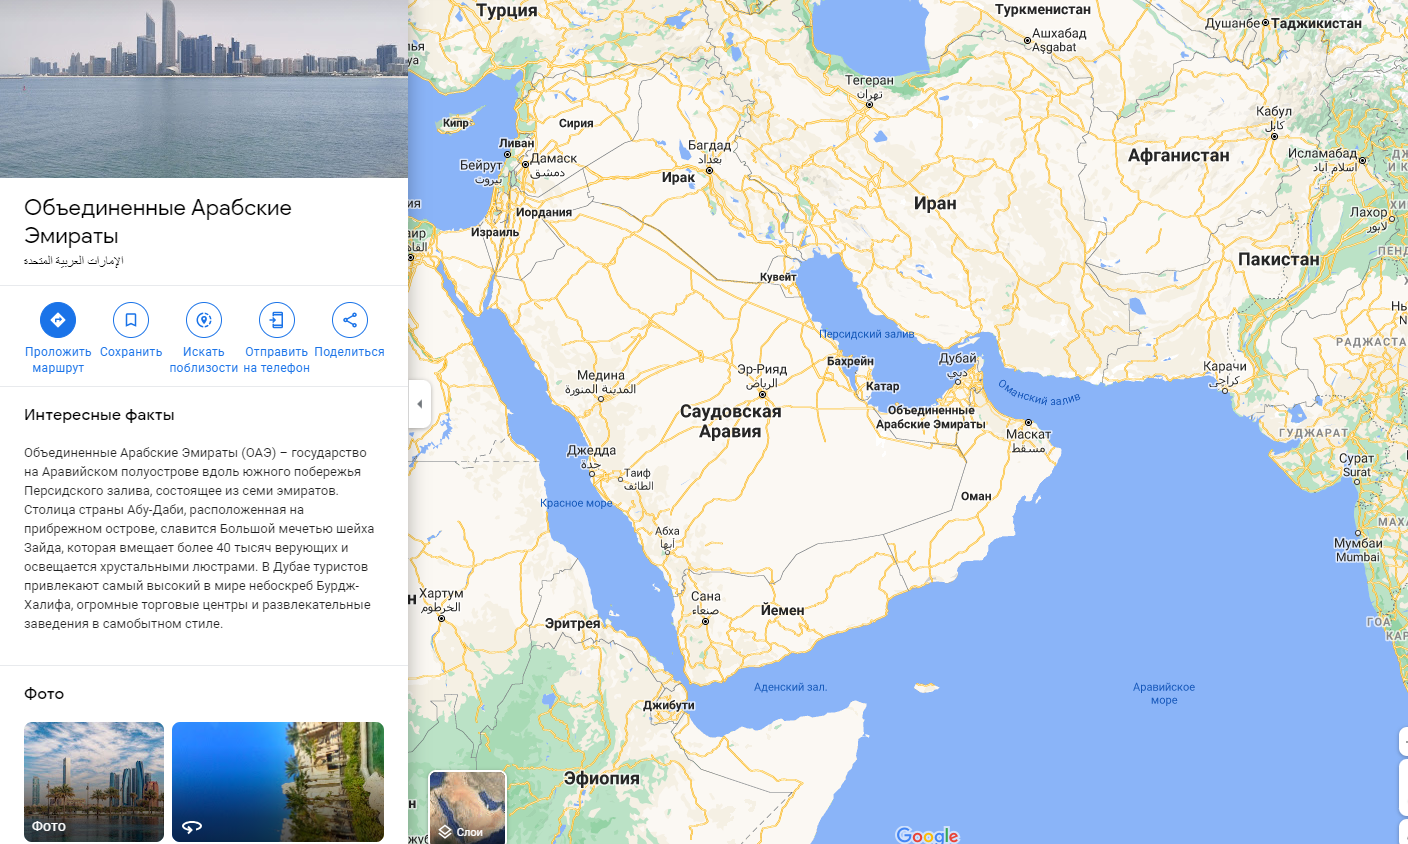 Объединенные Арабские
Эмираты
الإمارات العربية المتحدة
Проложить
маршрут
Сохранить
Искать
поблизости
Отправить
на телефон
Поделиться
Интересные факты
Объединенные Арабские Эмираты (ОАЭ) – государство
на Аравийском полуострове вдоль южного побережья
Персидского залива, состоящее из семи эмиратов.
Столица страны Абу-Даби, расположенная на
прибрежном острове, славится Большой мечетью шейха
Зайда, которая вмещает более 40 тысяч верующих и
освещается хрустальными люстрами. В Дубае туристов
привлекают самый высокий в мире небоскреб Бурдж-
Халифа, огромные торговые центры и развлекательные
заведения в самобытном стиле.
Фото
Фото
Турция
Туркменистан
Душанбе
Таджикистан
Ашхабад
Aşgabat
Тегеран
تهران
Кабул
کابل
Кипр
Сирия
Ливан
Бейрут
بيروت
Дамаск
دمشق
Багдад
بغداد
Ирак
Афганистан
Исламабад
اسلام آباد
Иордания
Израиль
Иран
Лахор
لاہور
Пакистан
Кувейт
Персидский залив
Бахрейн
Дубай
دبي
Катар
Оманский залив
Карачи
کراچی
РАДЖАСТА
Медина
المدينة المنورة
Эр-Рияд
الرياض
Саудовская
Аравия
Объединенные
Арабские Эмираты
Маскат
مسقط
ГУДЖАРАТ
Сурат
Surat
Джедда
جدة
Таиф
الطائف
Красное море
Оман
Абха
أبها
Мумбаи
Mumbai
МАХА
Хартум
الخرطوم
Сана
صنعاء
Йемен
Эритрея
ГОА
КАР
Аденский зал.
Аравийское
море
Джибути
Эфиопия
Слои
Google